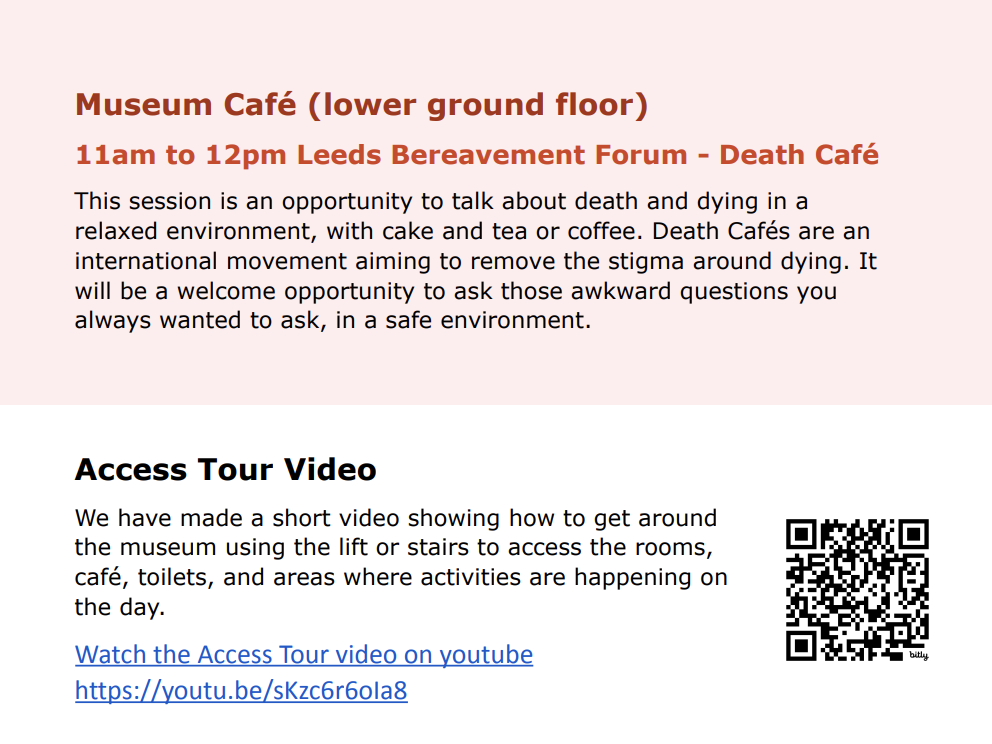 Museum Café (lower ground floor)
11am to 12pm Leeds Bereavement Forum - Death Café
This session is an opportunity to talk about death and dying in a
relaxed environment, with cake and tea or coffee. Death Cafés are an
international movement aiming to remove the stigma around dying. It
will be a welcome opportunity to ask those awkward questions you
always wanted to ask, in a safe environment.
Access Tour Video
We have made a short video showing how to get around
the museum using the lift or stairs to access the rooms,
café, toilets, and areas where activities are happening on
the day.
Watch the Access Tour video on youtube
https://youtu.be/sKzc6r6oIa8
bitly